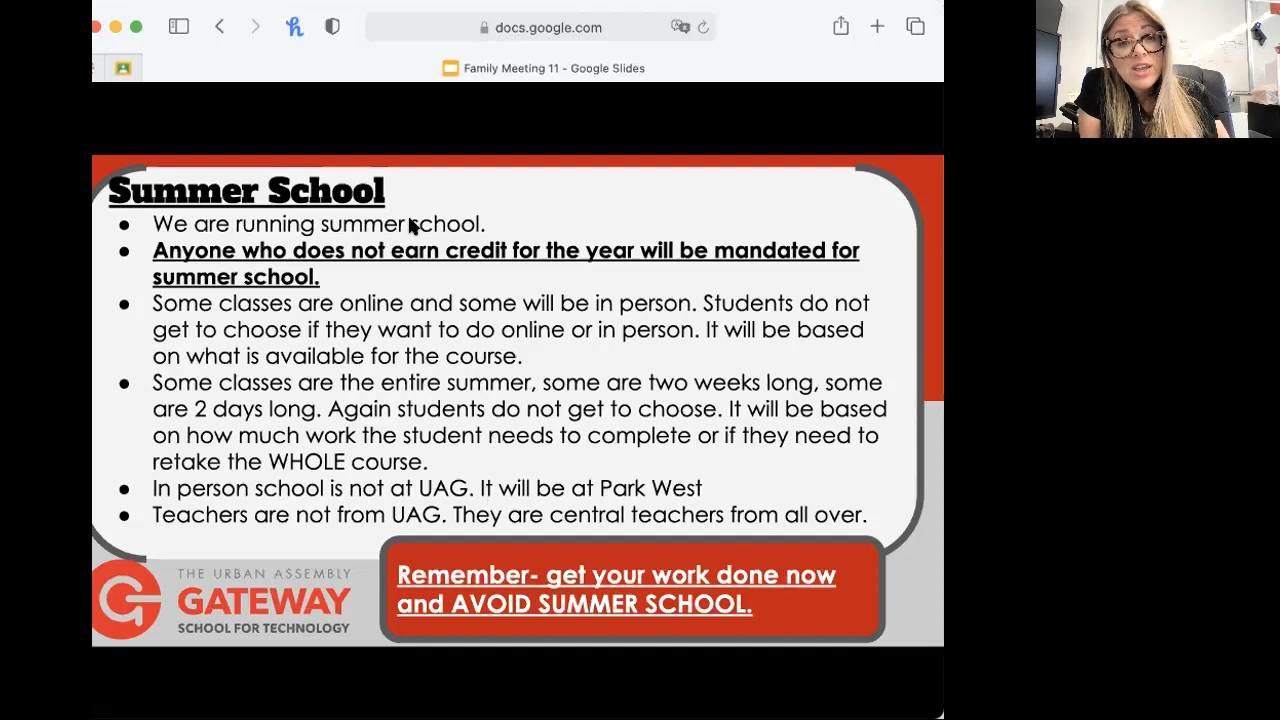 docs.google.com
Family Meeting 11 - Google Slides
Summer School
● We are running summer school.
● Anyone who does not earn credit for the year will be mandated for
summer school.
● Some classes are online and some will be in person. Students do not
get to choose if they want to do online or in person. It will be based
on what is available for the course.
● Some classes are the entire summer, some are two weeks long, some
are 2 days long. Again students do not get to choose. It will be based
on how much work the student needs to complete or if they need to
retake the WHOLE course.
● In person school is not at UAG. It will be at Park West
● Teachers are not from UAG. They are central teachers from all over.
Remember- get your work done now
and AVOID SUMMER SCHOOL.
THE URBAN ASSEMBLY
GATEWAY
SCHOOL FOR TECHNOLOGY